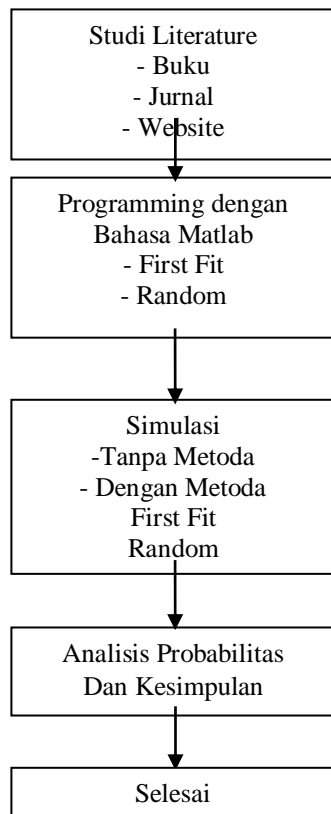 Studi Literature
- Buku
- Jurnal
- Website
Programming dengan
Bahasa Matlab
- First Fit
- Random
Simulasi
-Tanpa Metoda
- Dengan Metoda
First Fit
Random
Analisis Probabilitas
Dan Kesimpulan
Selesai